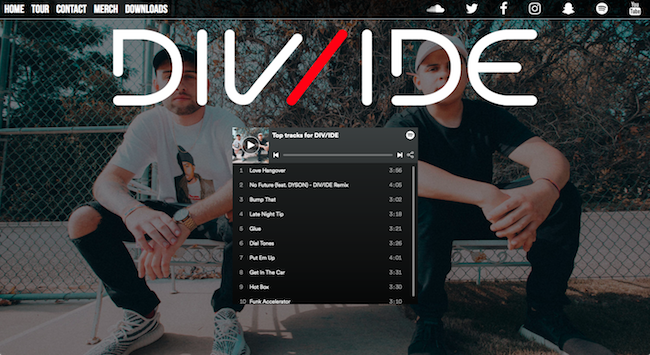 HOME TOUR CONTACT MERCH DOWNLOADS
You Tube
DIV/IDE
Top tracks for DIV/IDE
1 Love Hangover 3:56
2 No Future (feat. DYSON) - DIV/IDE Remix 4:05
3 Bump That 3:02
4 Late Night Tip 3:18
5 Glue 3:21
6 Dial Tones 3:26
7 Put Em Up 4:01
8 Get In The Car 3:31
9 Hot Box 3:30
10 Funk Accelerator 3:10